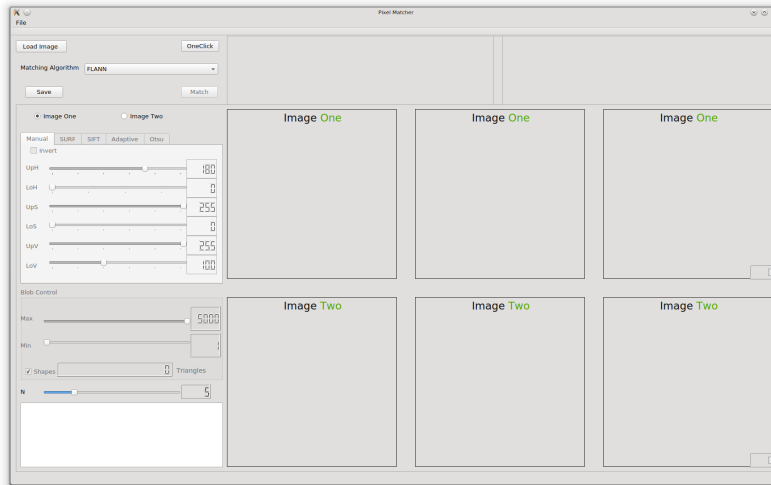 Pixel Matcher
File
Load Image OneClick
Matching Algorithm FLANN
Save Match
Image One Image Two
Manual SURF SIFT Adaptive Otsu
Invert
UpH 180
LoH 0
UpS 255
LoS 0
UpV 255
LoV 100
Blob Control
Max 5000
Min 1
Shapes 0 Triangles
N 5
Image One Image One Image One
Image Two Image Two Image Two